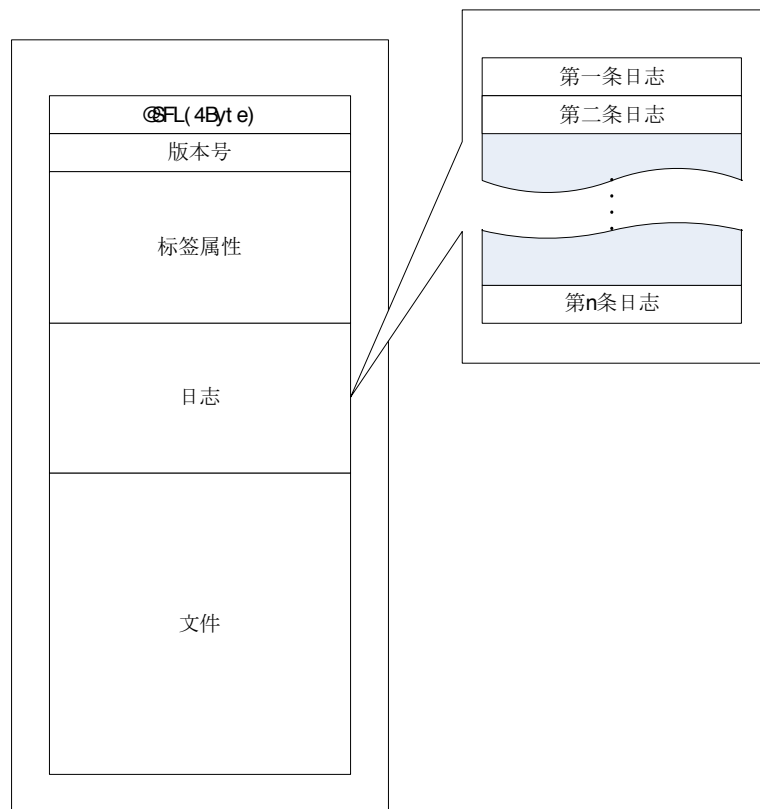 @SFL(4Byte)
版本号
标签属性
日志
文件
第一条日志
第二条日志
第n条日志